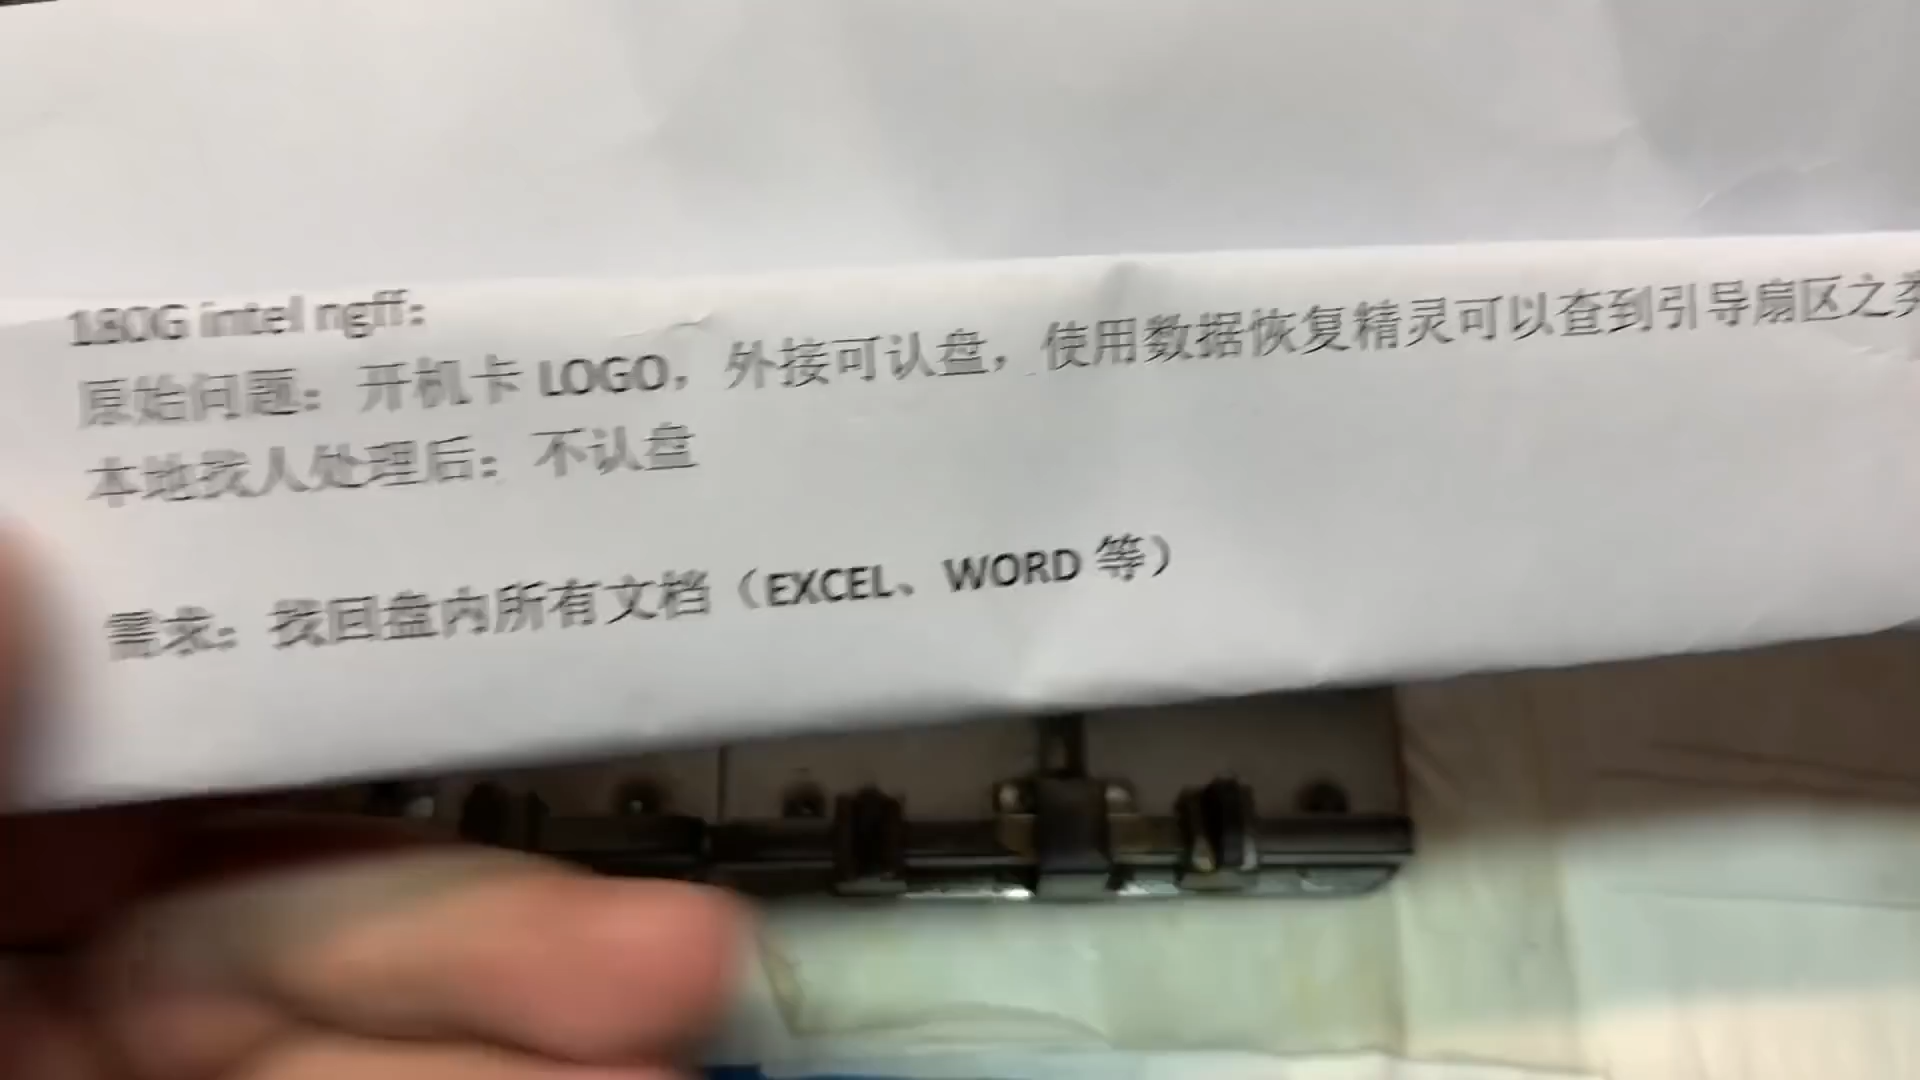 180G intel ngff：
原始问题：开机卡 LOGO，外接可认盘，使用数据恢复精灵可以查到引导扇区之类
本地找人处理后：不认盘
需求：找回盘内所有文档（EXCEL、WORD 等）